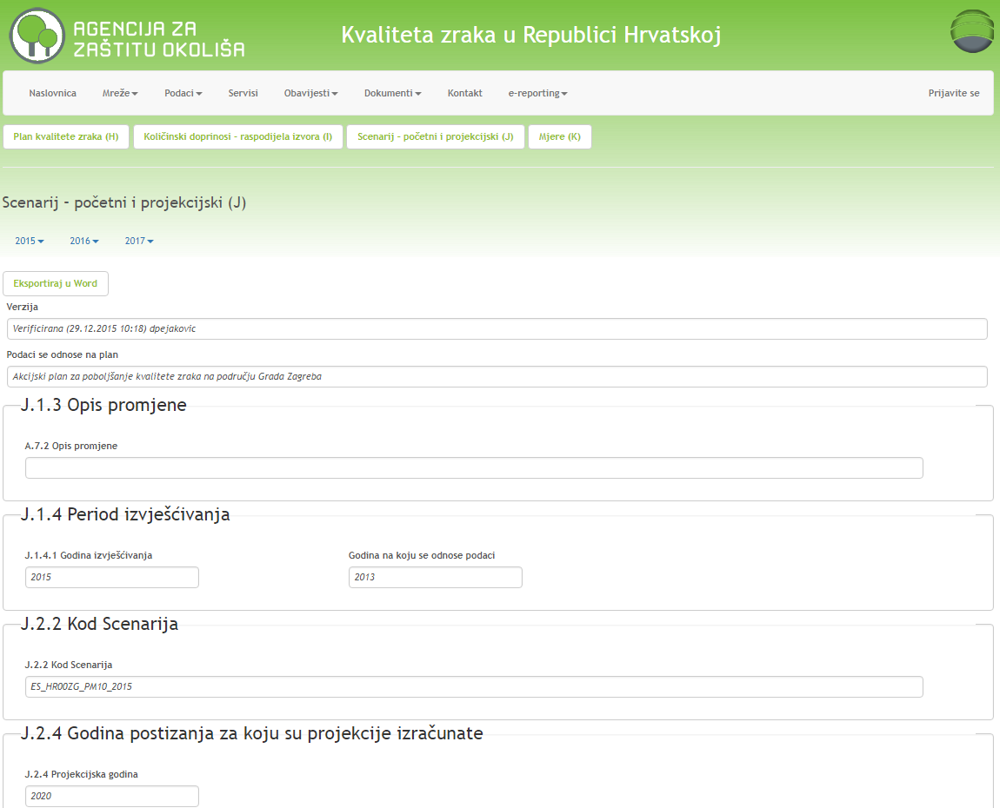 AGENCIJA ZA
ZAŠTITU OKOLIŠA
Kvaliteta zraka u Republici Hrvatskoj
Naslovnica Mreže Podaci Servisi Obavijesti Dokumenti Kontakt e-reporting Prijavite se
Plan kvalitete zraka (H) Količinski doprinosi - raspodijela izvora (I) Scenarij - početni i projekcijski (J) Mjere (K)
Scenarij - početni i projekcijski (J)
2015 2016 2017
Eksportiraj u Word
Verzija
Verificirana (29.12.2015 10:18) dpejakovic
Podaci se odnose na plan
Akcijski plan za poboljšanje kvalitete zraka na području Grada Zagreba
J.1.3 Opis promjene
A.7.2 Opis promjene
J.1.4 Period izvješćivanja
J.1.4.1 Godina izvješćivanja Godina na koju se odnose podaci
2015 2013
J.2.2 Kod Scenarija
J.2.2 Kod Scenarija
ES_HR00ZG_PM10_2015
J.2.4 Godina postizanja za koju su projekcije izračunate
J.2.4 Projekcijska godina
2020